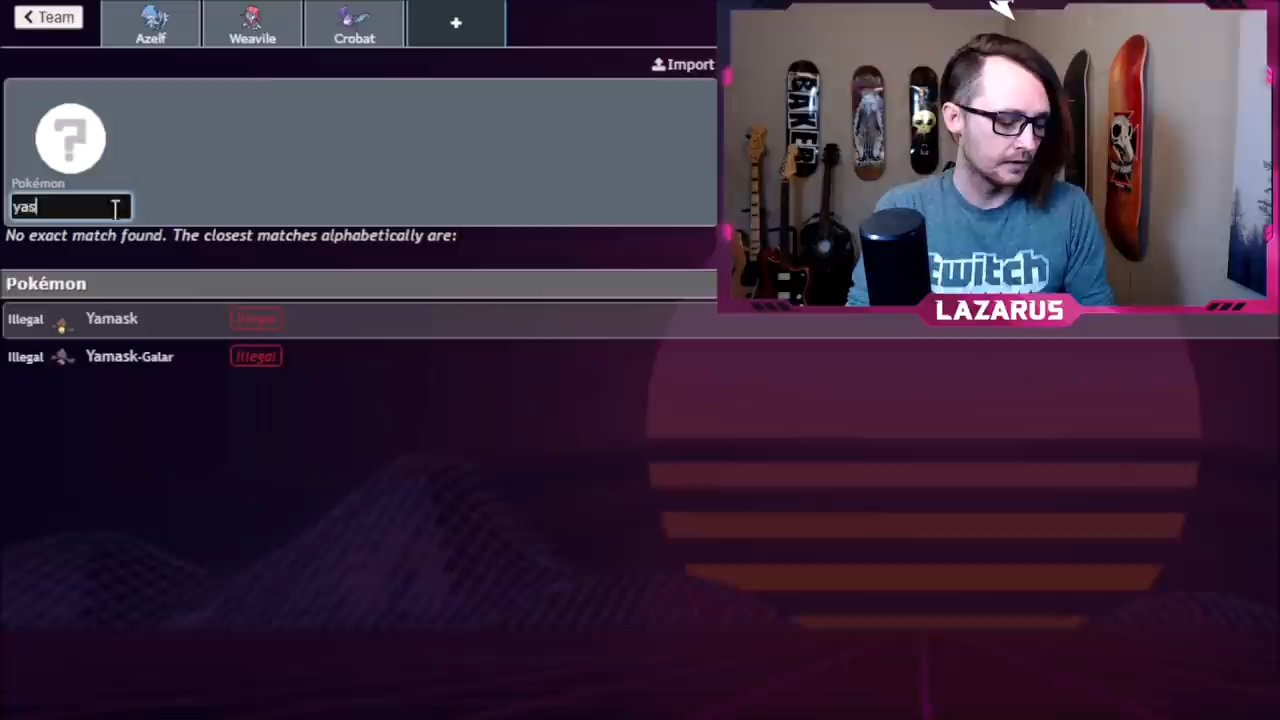 Team
Azelf
Weavile
Crobat
+
Import
Pokémon
yas
No exact match found. The closest matches alphabetically are:
Pokémon
Illegal Yamask
Illegal Yamask-Galar Illegal
BAKER
twitch
LAZARUS